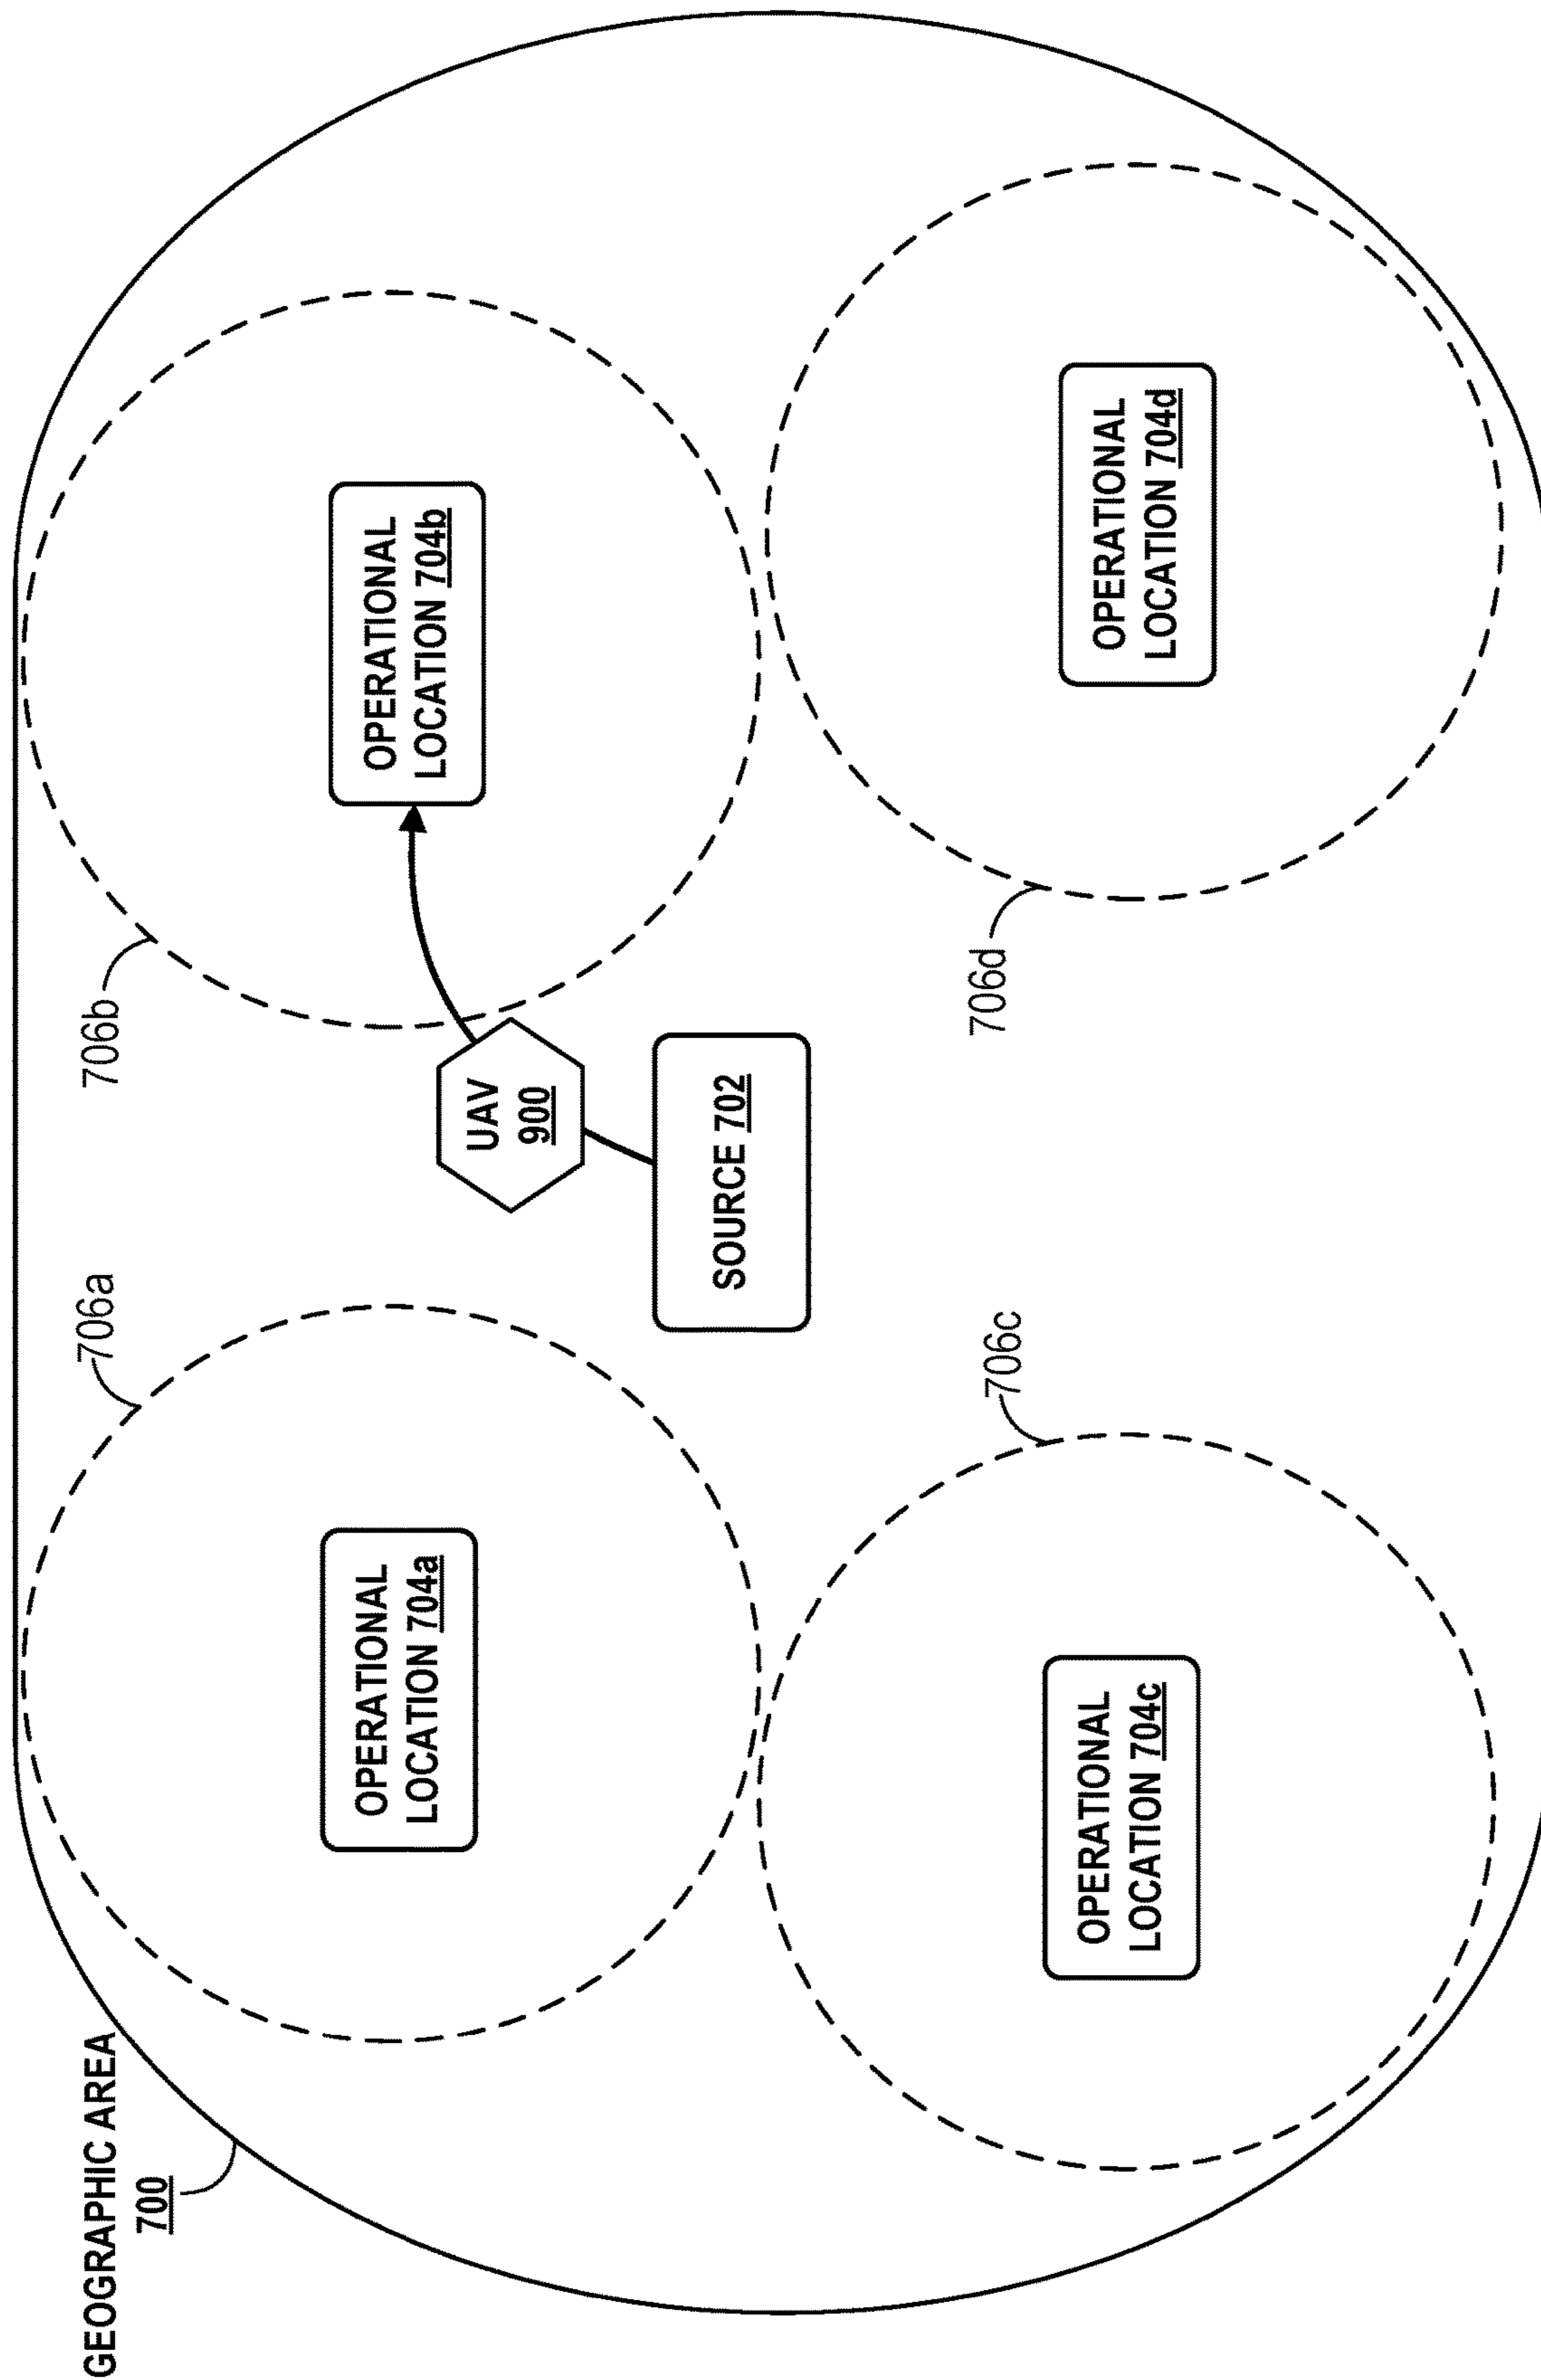 GEOGRAPHIC AREA
700
706a
706b
OPERATIONAL
LOCATION 704a
OPERATIONAL
LOCATION 704b
UAV
900
SOURCE 702
706c
706d
OPERATIONAL
LOCATION 704c
OPERATIONAL
LOCATION 704d